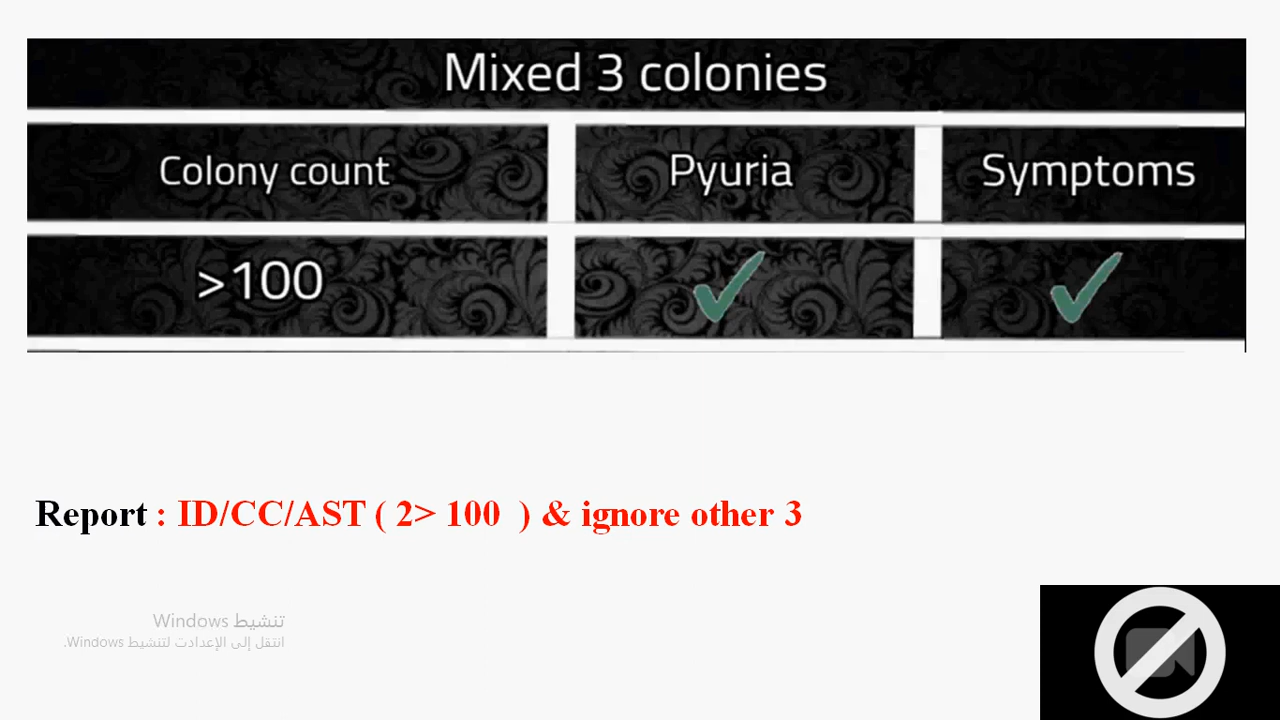 Mixed 3 colonies
Colony count
Pyuria
Symptoms
>100
Report : ID/CC/AST ( 2> 100 ) & ignore other 3
تنشيط Windows
انتقل إلى الإعدادت لتنشيط Windows.